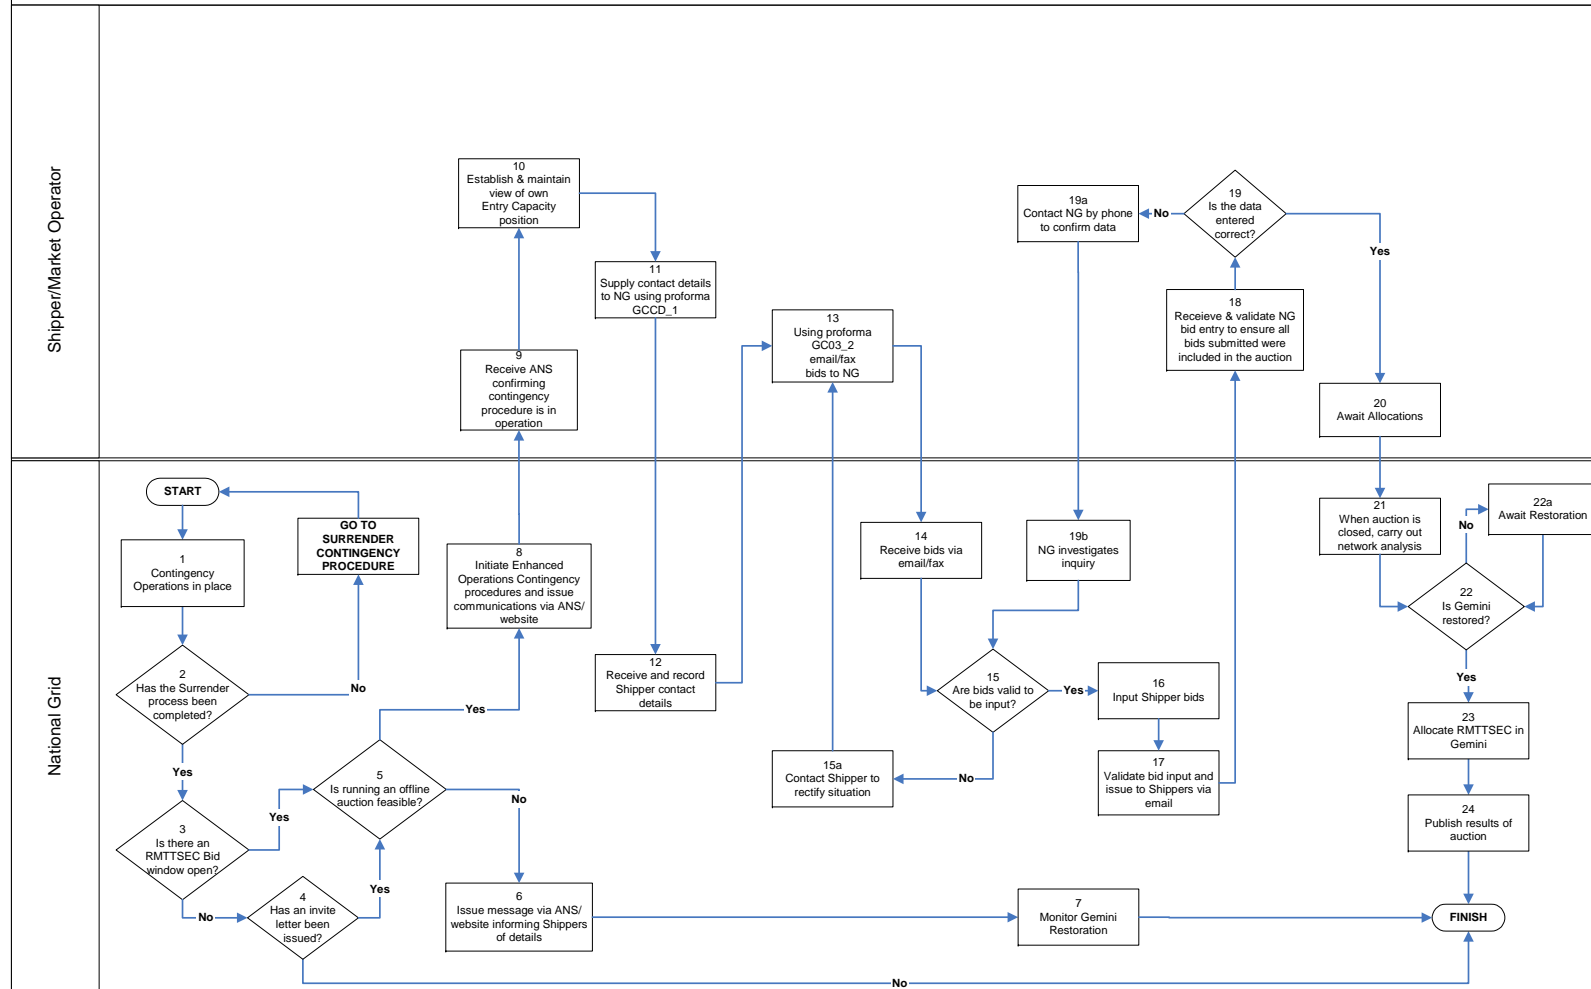 Shipper/Market Operator
10
Establish & maintain
view of own
Entry Capacity
position
11
Supply contact details
to NG using proforma
GCCD_1
9
Receive ANS
confirming
contingency
procedure is in
operation
13
Using proforma
GC03_2
email/fax
bids to NG
19a
Contact NG by phone
to confirm data
No
19
Is the data
entered
correct?
Yes
18
Receieve & validate NG
bid entry to ensure all
bids submitted were
included in the auction
20
Await Allocations
National Grid
START
GO TO
SURRENDER
CONTINGENCY
PROCEDURE
1
Contingency
Operations in place
2
Has the Surrender
process been
completed?
No
Yes
3
Is there an
RMTTSEC Bid
window open?
Yes
No
4
Has an invite
letter been
issued?
Yes
No
5
Is running an offline
auction feasible?
Yes
No
8
Initiate Enhanced
Operations Contingency
procedures and issue
communications via ANS/
website
6
Issue message via ANS/
website informing Shippers
of details
7
Monitor Gemini
Restoration
12
Receive and record
Shipper contact
details
14
Receive bids via
email/fax
19b
NG investigates
inquiry
15
Are bids valid to
be input?
Yes
No
15a
Contact Shipper to
rectify situation
16
Input Shipper bids
17
Validate bid input and
issue to Shippers via
email
21
When auction is
closed, carry out
network analysis
22a
Await Restoration
No
22
Is Gemini
restored?
Yes
23
Allocate RMTTSEC in
Gemini
24
Publish results of
auction
FINISH